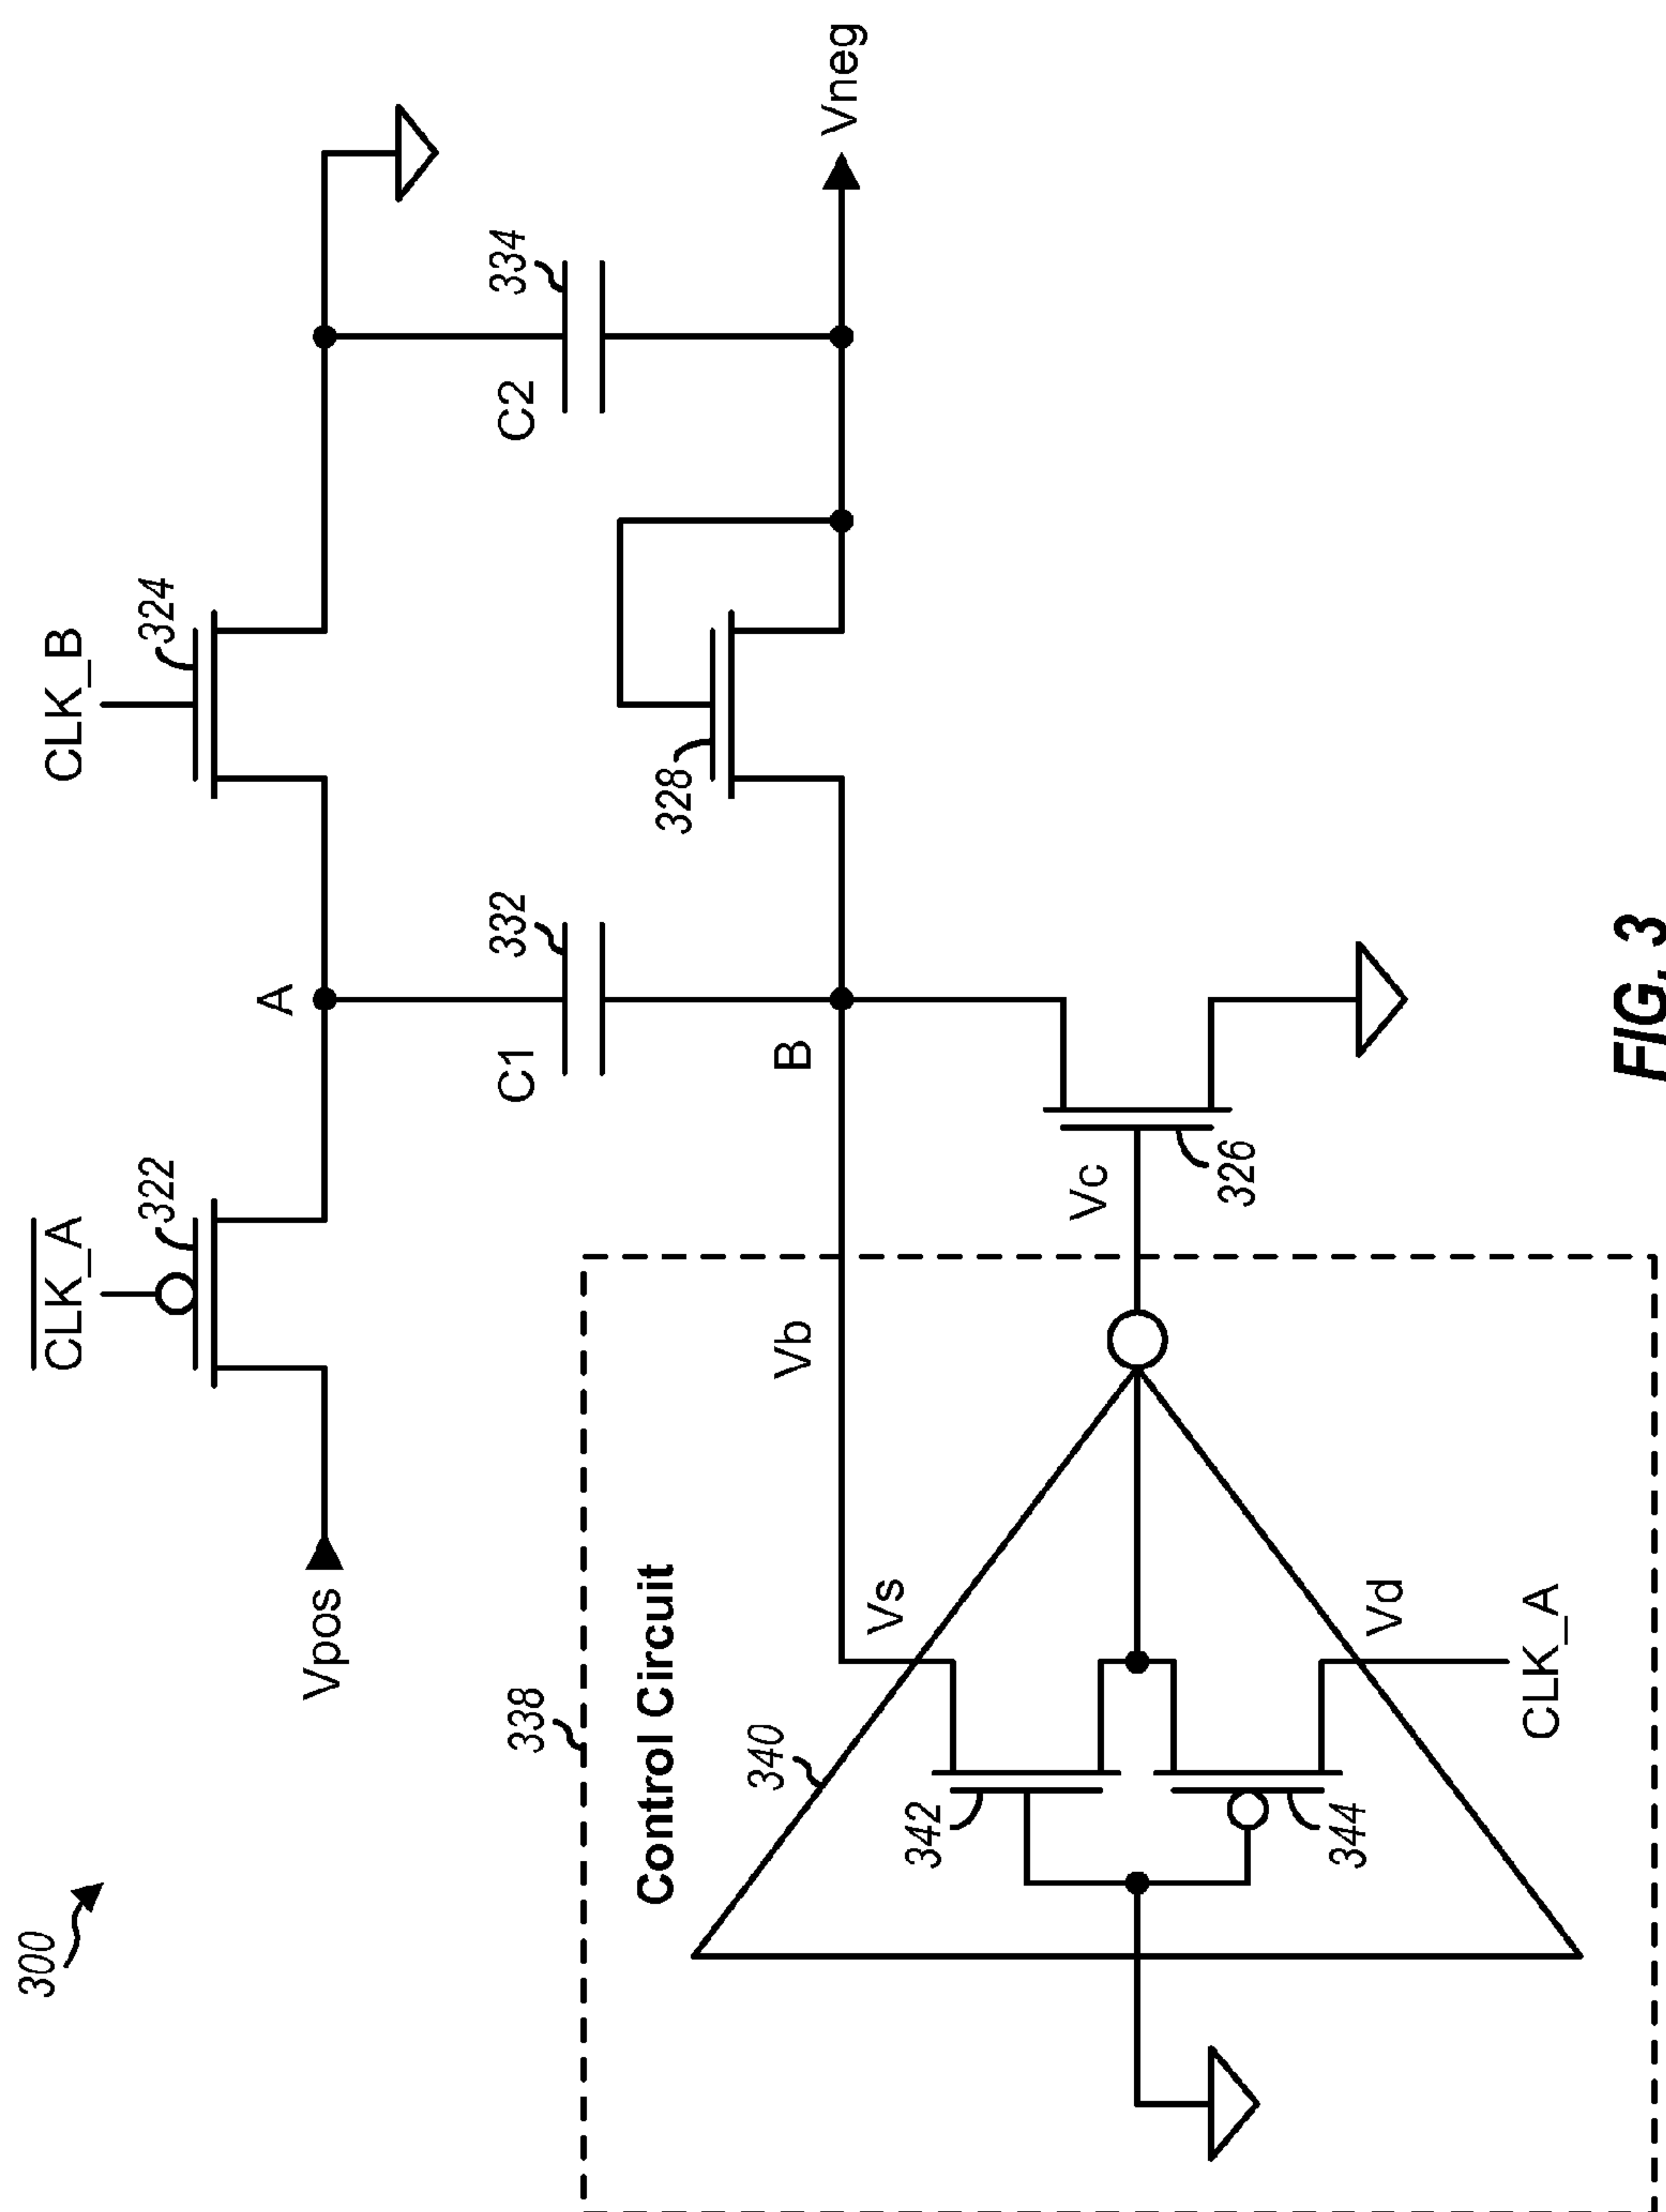 300
C̅L̅K̅_̅A̅
322
CLK_B
324
Vpos
A
C1
332
C2
334
338
Control Circuit
Vb
B
328
Vneg
340
Vs
342
344
Vc
326
Vd
CLK_A
FIG. 3